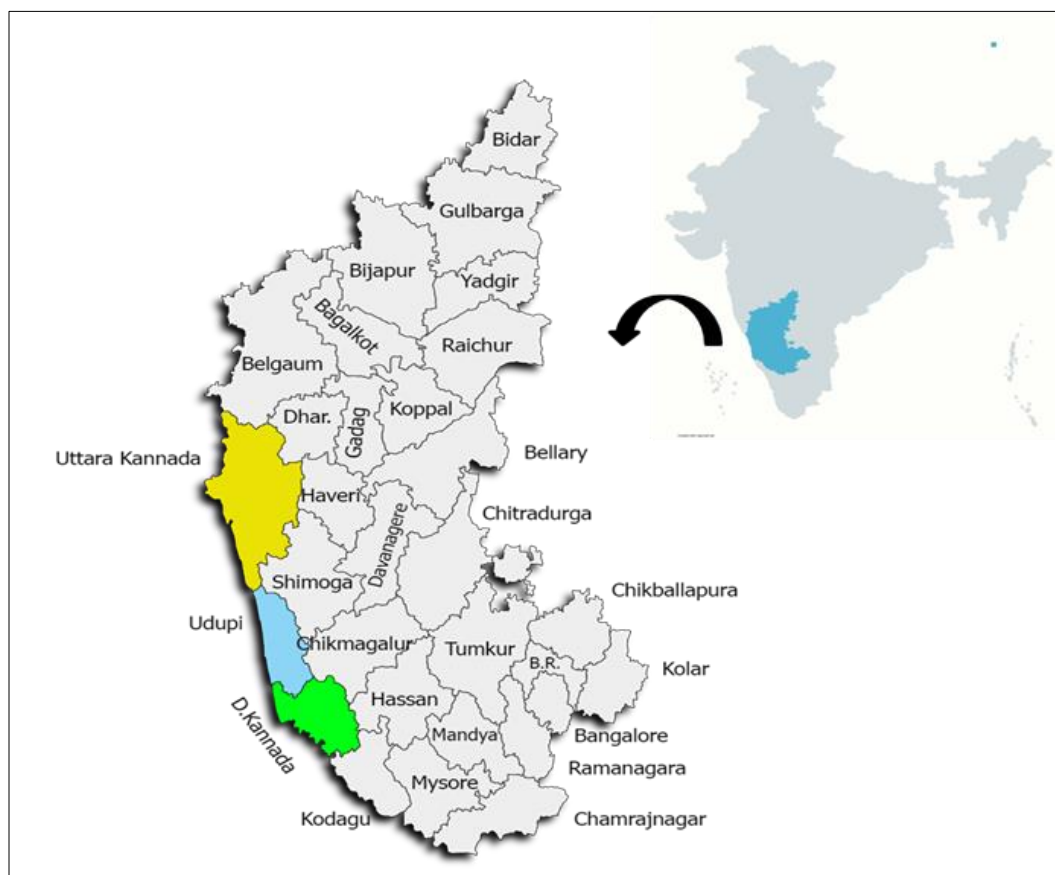 Bidar
Gulbarga
Bijapur
Yadgir
Bagalkot
Raichur
Belgaum
Koppal
Dhar.
Gadag
Uttara Kannada
Bellary
Haveri
Chitradurga
Davanagere
Shimoga
Chikballapura
Udupi
Chikmagalur
Tumkur
B.R.
Kolar
Hassan
D.Kannada
Mandya
Bangalore
Ramanagara
Mysore
Kodagu
Chamrajnagar